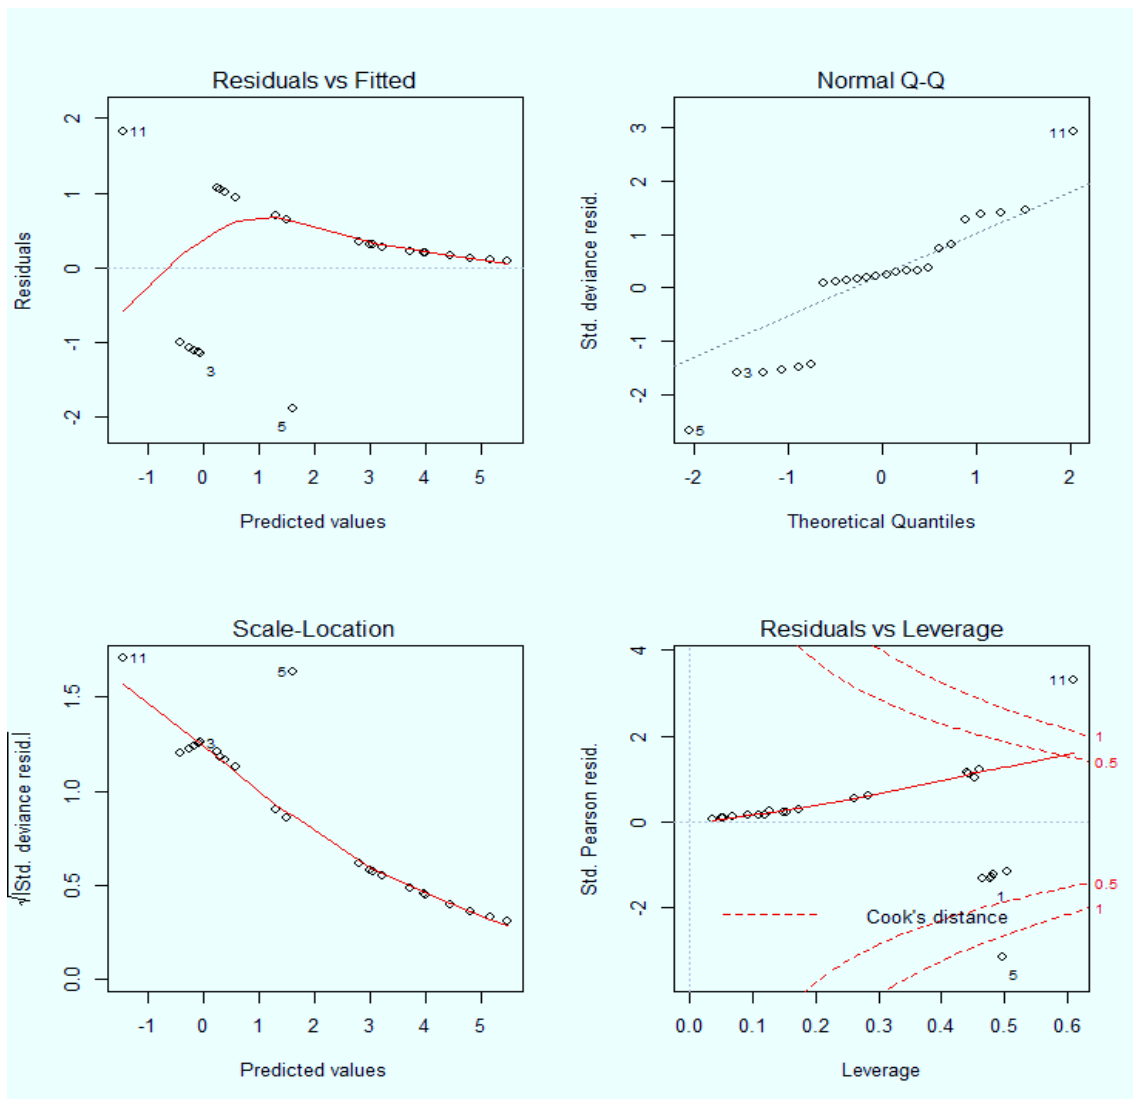 Residuals vs Fitted
Residuals
2
1
0
-1
-2
11
3
5
-1 0 1 2 3 4 5
Predicted values
Normal Q-Q
Std. deviance resid.
3
2
1
0
-1
-2
11
3
5
-2 -1 0 1 2
Theoretical Quantiles
Scale-Location
√|Std. deviance resid.|
1.5
1.0
0.5
0.0
11
5
3
-1 0 1 2 3 4 5
Predicted values
Residuals vs Leverage
Std. Pearson resid.
4
2
0
-2
11
1
0.5
0.5
1
1
Cook's distance
5
0.0 0.1 0.2 0.3 0.4 0.5 0.6
Leverage